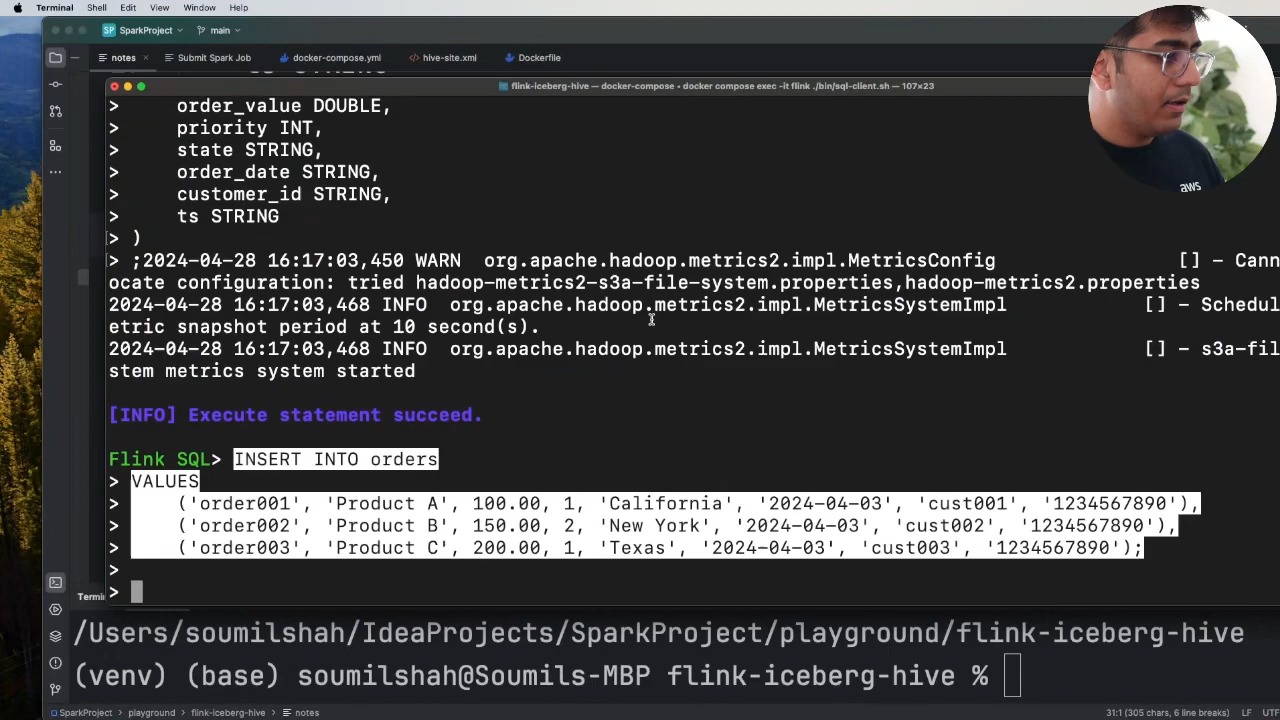 Terminal Shell Edit View Window Help
SP SparkProject main
notes Submit Spark Job docker-compose.yml hive-site.xml Dockerfile
flink-iceberg-hive — docker-compose • docker compose exec -it flink ./bin/sql-client.sh — 107×23
> order_value DOUBLE,
> priority INT,
> state STRING,
> order_date STRING,
> customer_id STRING,
> ts STRING
> )
> ;2024-04-28 16:17:03,450 WARN org.apache.hadoop.metrics2.impl.MetricsConfig [] - Cann
ocate configuration: tried hadoop-metrics2-s3a-file-system.properties,hadoop-metrics2.properties
2024-04-28 16:17:03,468 INFO org.apache.hadoop.metrics2.impl.MetricsSystemImpl [] - Schedul
etric snapshot period at 10 second(s).
2024-04-28 16:17:03,468 INFO org.apache.hadoop.metrics2.impl.MetricsSystemImpl [] - s3a-fil
stem metrics system started
[INFO] Execute statement succeed.
Flink SQL> INSERT INTO orders
> VALUES
> ('order001', 'Product A', 100.00, 1, 'California', '2024-04-03', 'cust001', '1234567890'),
> ('order002', 'Product B', 150.00, 2, 'New York', '2024-04-03', 'cust002', '1234567890'),
> ('order003', 'Product C', 200.00, 1, 'Texas', '2024-04-03', 'cust003', '1234567890');
>
>
aws
Termin
/Users/soumilshah/IdeaProjects/SparkProject/playground/flink-iceberg-hive
(venv) (base) soumilshah@Soumils-MBP flink-iceberg-hive %
SparkProject > playground > flink-iceberg-hive > notes 31:1 (305 chars, 6 line breaks) LF UTF